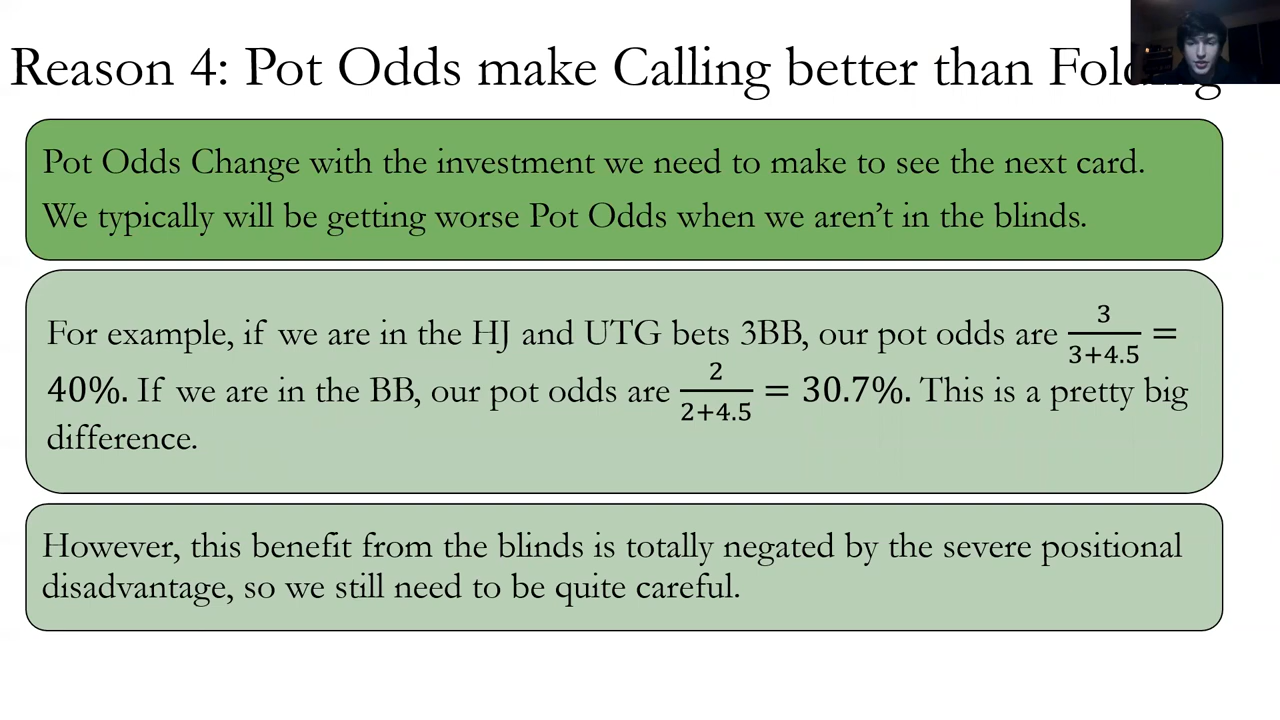 Reason 4: Pot Odds make Calling better than
Pot Odds Change with the investment we need to make to see the next card.
We typically will be getting worse Pot Odds when we aren't in the blinds.
For example, if we are in the HJ and UTG bets 3BB, our pot odds are 3/(3+4.5) =
40%. If we are in the BB, our pot odds are 2/(2+4.5) = 30.7%. This is a pretty big
difference.
However, this benefit from the blinds is totally negated by the severe positional
disadvantage, so we still need to be quite careful.